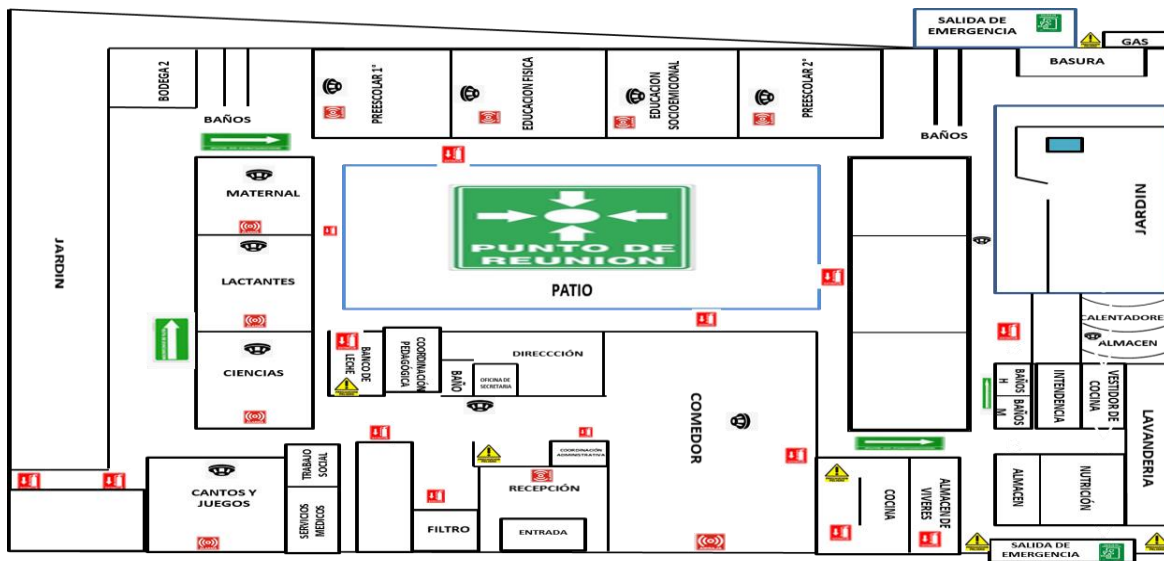 SALIDA DE
EMERGENCIA
GAS
BASURA
BODEGA 2
BAÑOS
PREESCOLAR 1°
EDUCACION FISICA
EDUCACION
SOCIOEMICIONAL
PREESCOLAR 2°
BAÑOS
MATERNAL
LACTANTES
CIENCIAS
JARDIN
PUNTO DE
REUNION
PATIO
JARDIN
CALENTADORE
ALMACEN
BANCO DE
LECHE
COORDINACIÓN
PEDAGÓGICA
BAÑO
OFICINA DE
SECRETARIA
DIRECCCIÓN
COMEDOR
BAÑOS
H
BAÑOS
M
INTENDENCIA
VESTIDOR DE
COCINA
LAVANDERIA
CANTOS Y
JUEGOS
TRABAJO
SOCIAL
SERVICIOS
MEDICOS
FILTRO
COORDINACIÓN
ADMINISTRATIVA
RECEPCIÓN
ENTRADA
COCINA
ALMACEN DE
VIVERES
ALMACEN
NUTRICIÓN
SALIDA DE
EMERGENCIA